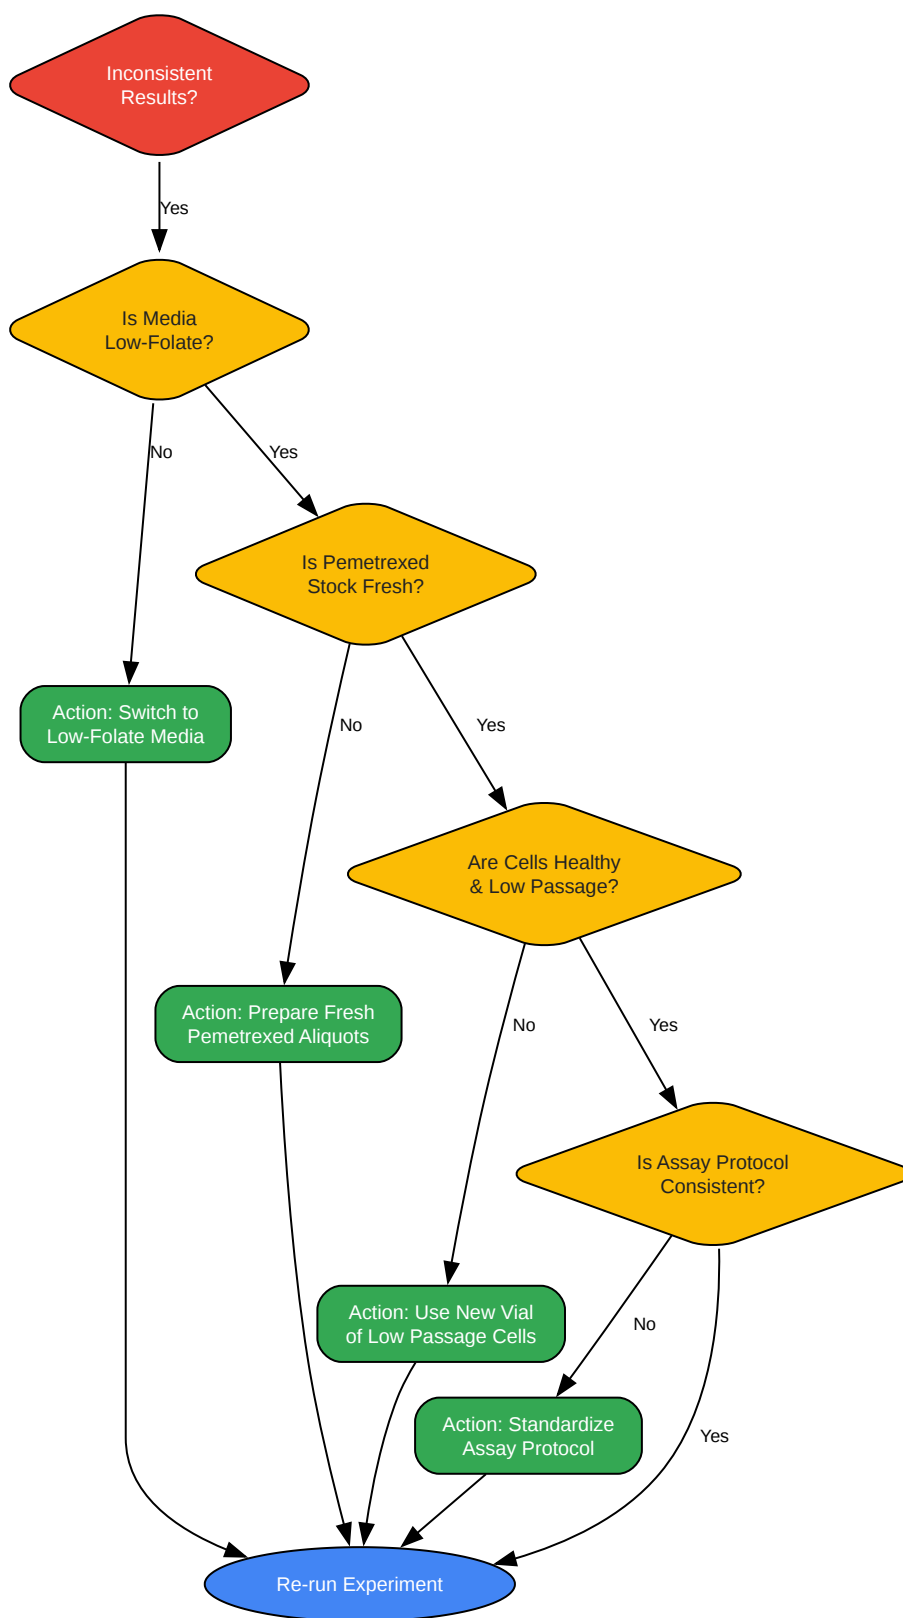 Inconsistent
Results?
Yes
Is Media
Low-Folate?
No
Yes
Is Pemetrexed
Stock Fresh?
Action: Switch to
Low-Folate Media
No
Yes
Are Cells Healthy
& Low Passage?
Action: Prepare Fresh
Pemetrexed Aliquots
No
Yes
Is Assay Protocol
Consistent?
Action: Use New Vial
of Low Passage Cells
No
Action: Standardize
Assay Protocol
Yes
Re-run Experiment